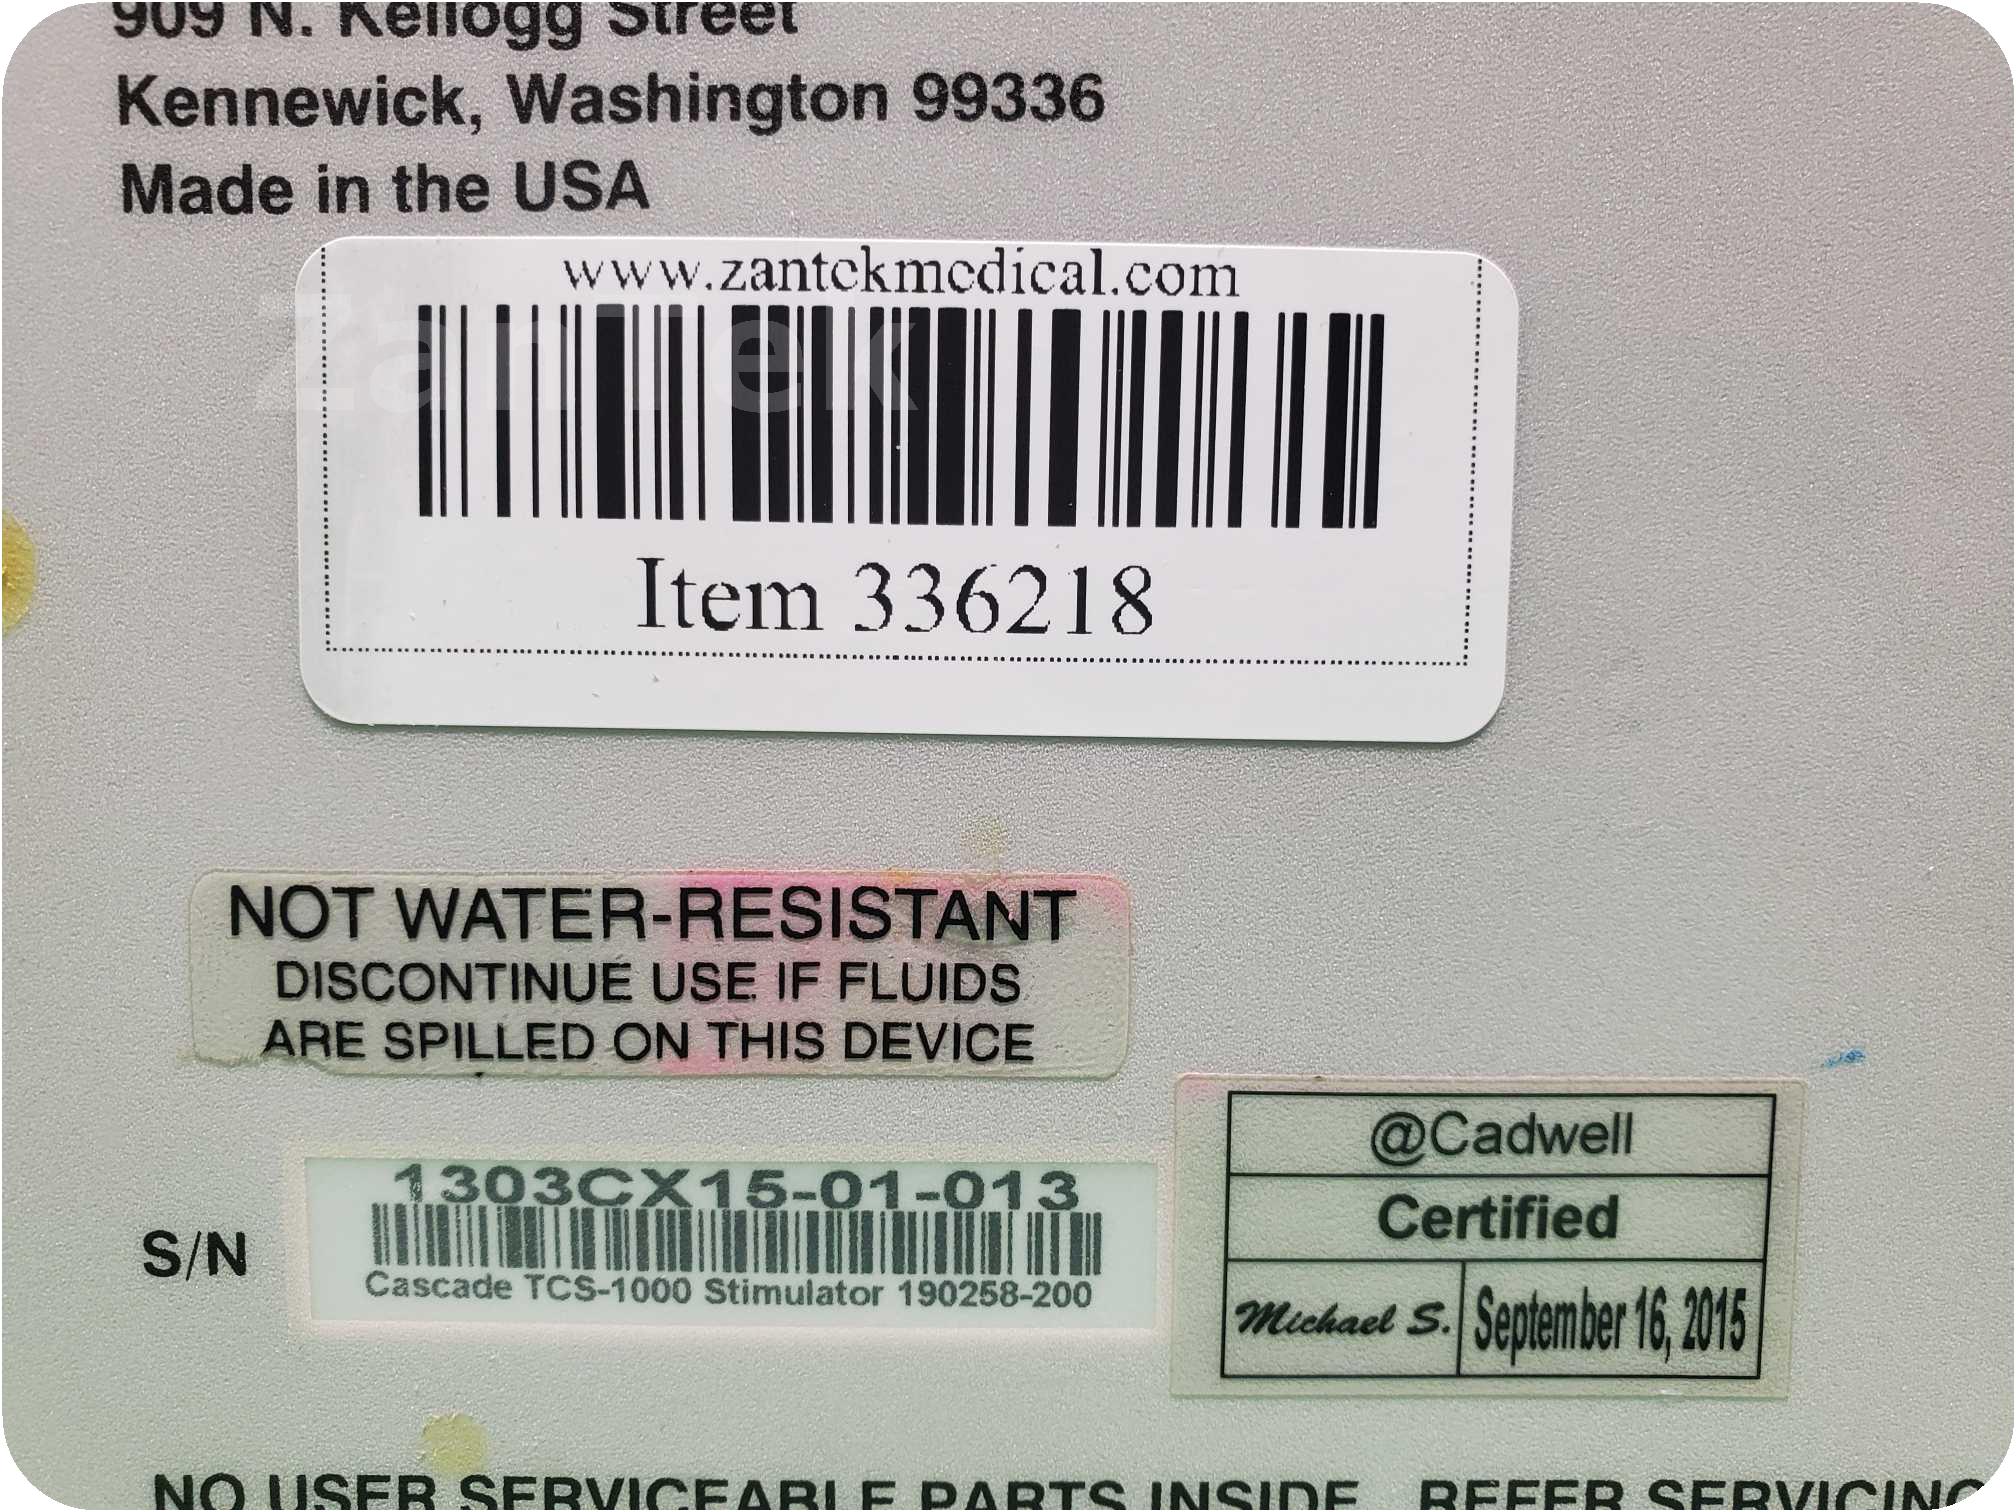 909 N. Kellogg Street
Kennewick, Washington 99336
Made in the USA
www.zantekmedical.com
ZanTek
Item 336218
NOT WATER-RESISTANT
DISCONTINUE USE IF FLUIDS
ARE SPILLED ON THIS DEVICE
S/N
1303CX15-01-013
Cascade TCS-1000 Stimulator 190258-200
@Cadwell
Certified
Michael S.
September 16, 2015
NO USER SERVICEABLE PARTS INSIDE REFER SERVICING